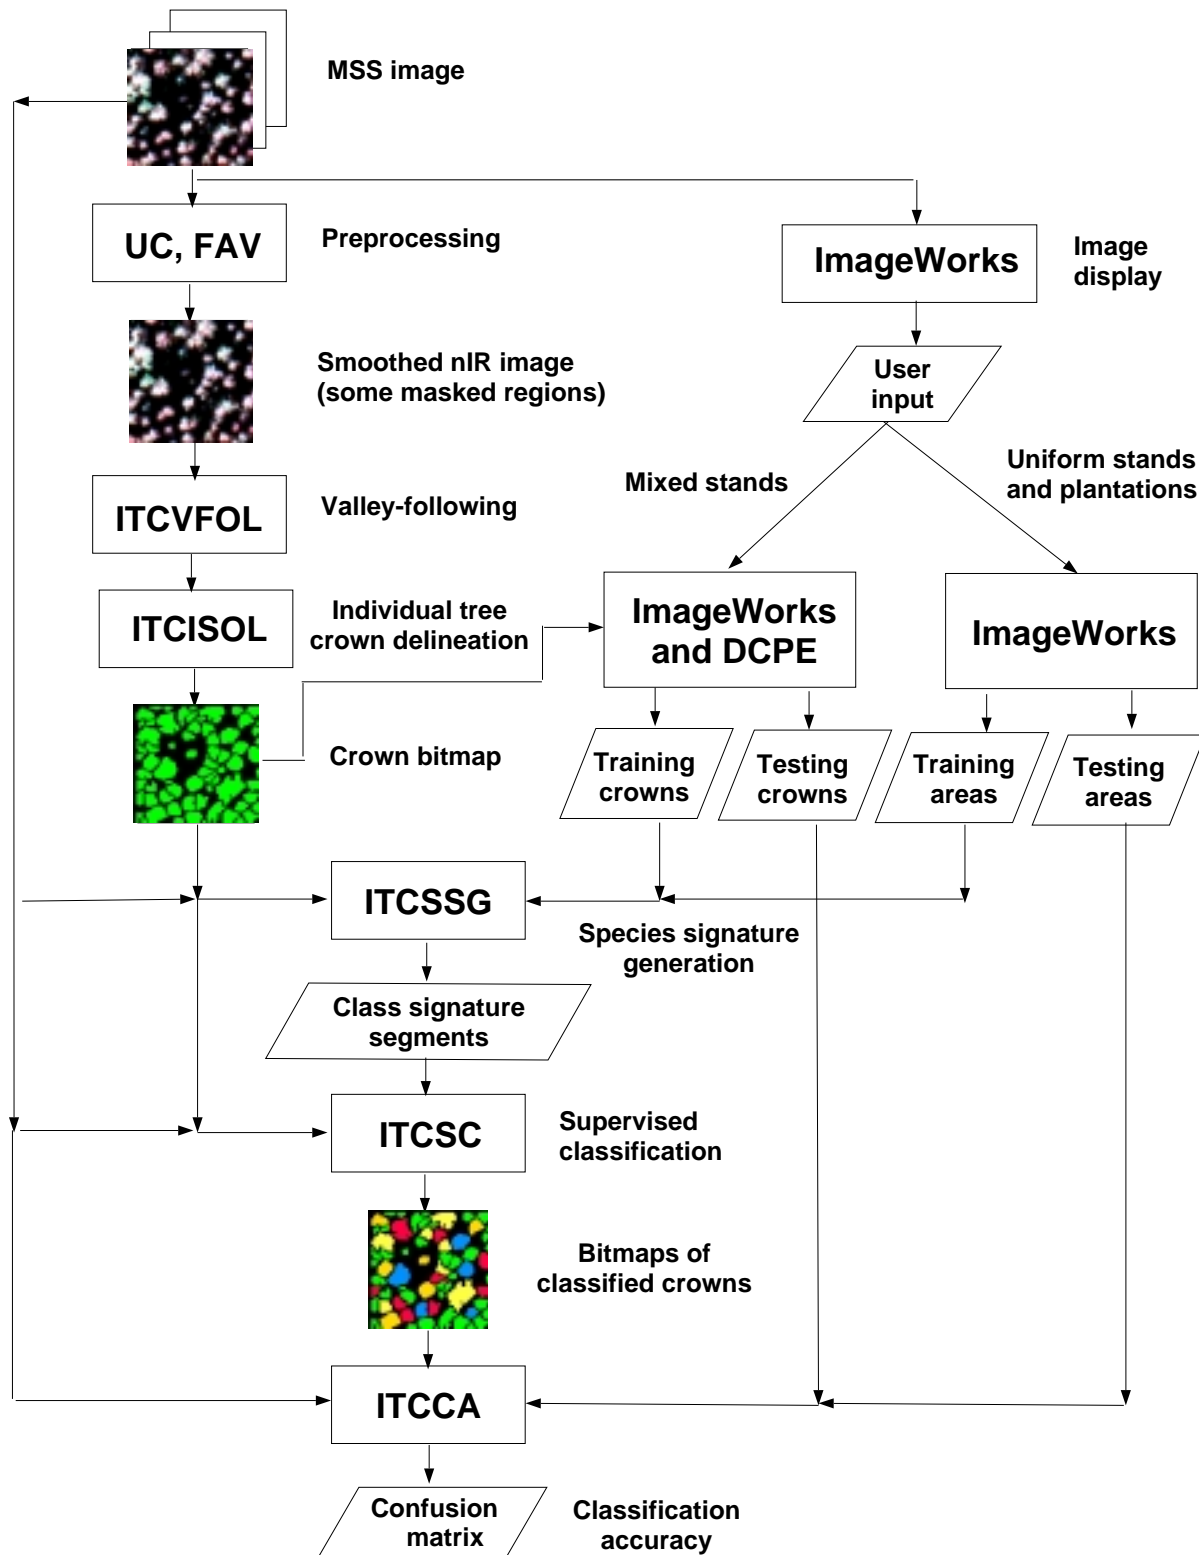 MSS image
UC, FAV
Preprocessing
ImageWorks
Image
display
Smoothed nIR image
(some masked regions)
User
input
Mixed stands
Uniform stands
and plantations
ITCVFOL
Valley-following
ITCISOL
Individual tree
crown delineation
ImageWorks
and DCPE
ImageWorks
Crown bitmap
Training
crowns
Testing
crowns
Training
areas
Testing
areas
ITCSSG
Species signature
generation
Class signature
segments
ITCSC
Supervised
classification
Bitmaps of
classified crowns
ITCCA
Confusion
matrix
Classification
accuracy